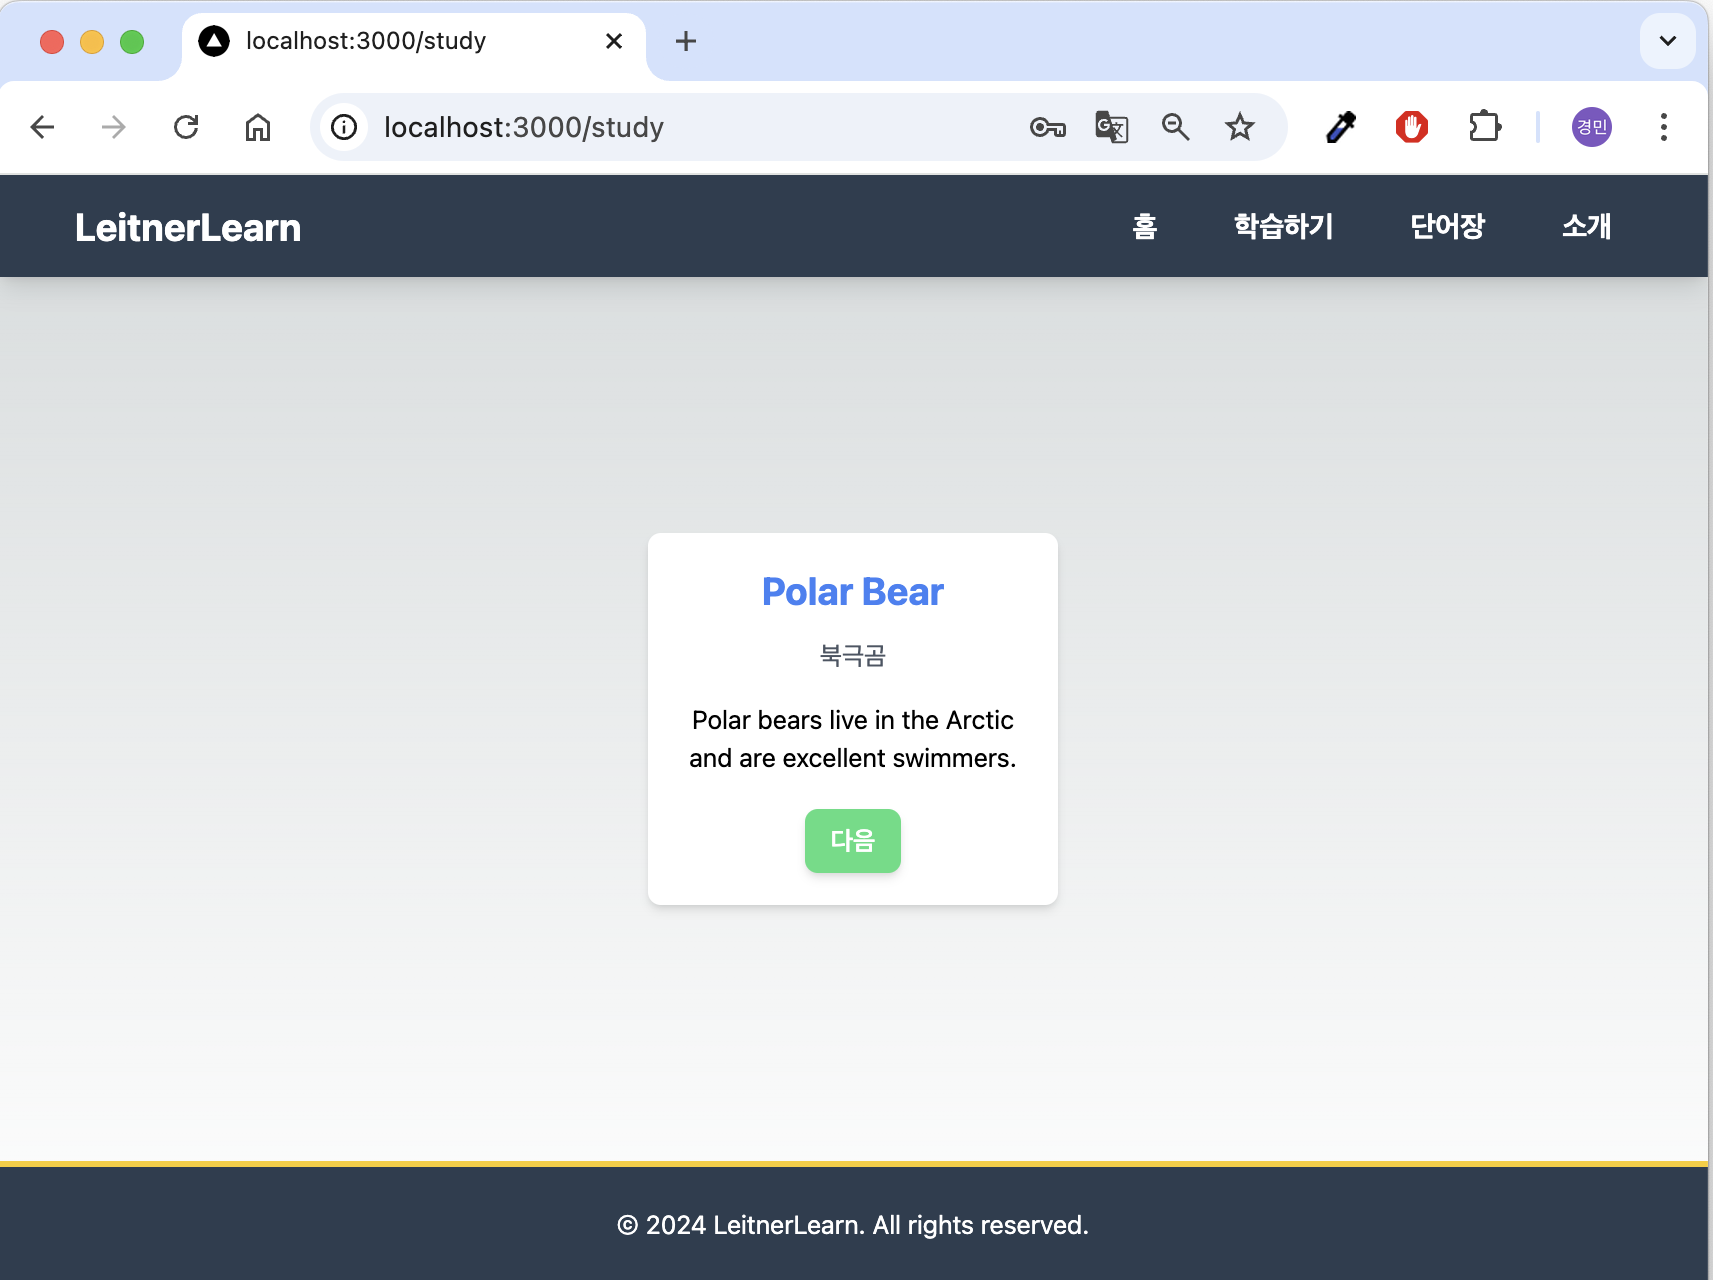 localhost:3000/study
localhost:3000/study
경민
LeitnerLearn
홈 학습하기 단어장 소개
Polar Bear
북극곰
Polar bears live in the Arctic
and are excellent swimmers.
다음
© 2024 LeitnerLearn. All rights reserved.